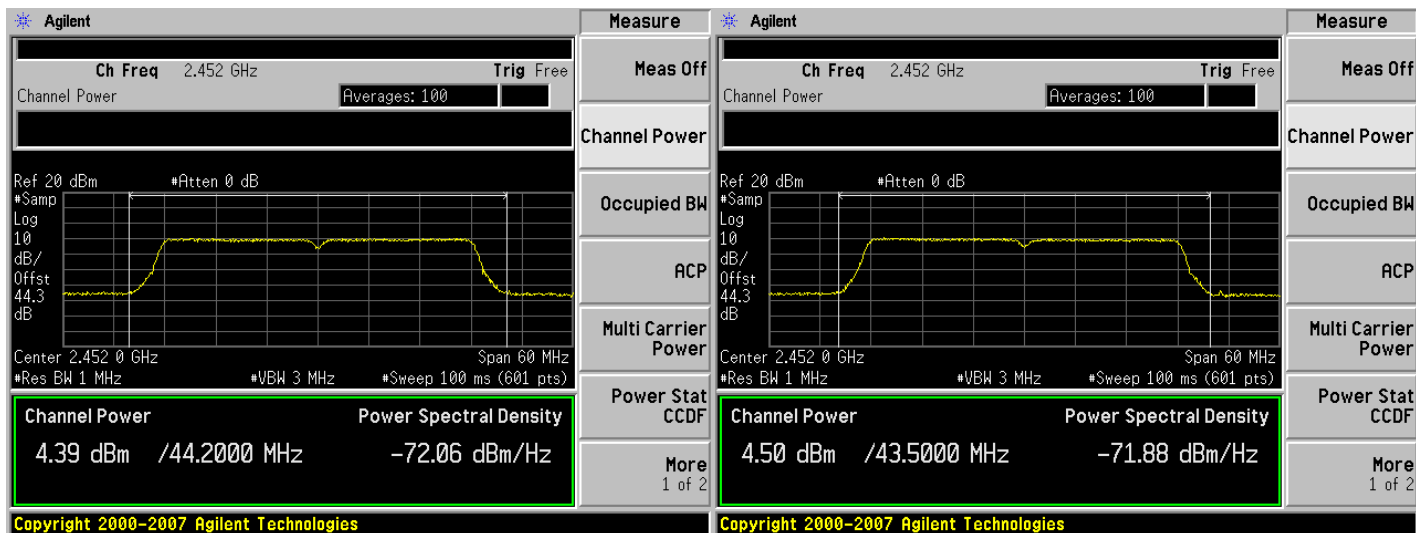 Agilent
Measure
Ch Freq 2.452 GHz Trig Free
Meas Off
Channel Power Averages: 100
Channel Power
Ref 20 dBm #Atten 0 dB
#Samp
Log
10
dB/
Offst
44.3
dB
Occupied BW
ACP
Multi Carrier
Power
Center 2.452 0 GHz Span 60 MHz
#Res BW 1 MHz #VBW 3 MHz #Sweep 100 ms (601 pts)
Power Stat
CCDF
Channel Power Power Spectral Density
4.39 dBm /44.2000 MHz -72.06 dBm/Hz
More
1 of 2
Copyright 2000-2007 Agilent Technologies
Agilent
Measure
Ch Freq 2.452 GHz Trig Free
Meas Off
Channel Power Averages: 100
Channel Power
Ref 20 dBm #Atten 0 dB
#Samp
Log
10
dB/
Offst
44.3
dB
Occupied BW
ACP
Multi Carrier
Power
Center 2.452 0 GHz Span 60 MHz
#Res BW 1 MHz #VBW 3 MHz #Sweep 100 ms (601 pts)
Power Stat
CCDF
Channel Power Power Spectral Density
4.50 dBm /43.5000 MHz -71.88 dBm/Hz
More
1 of 2
Copyright 2000-2007 Agilent Technologies